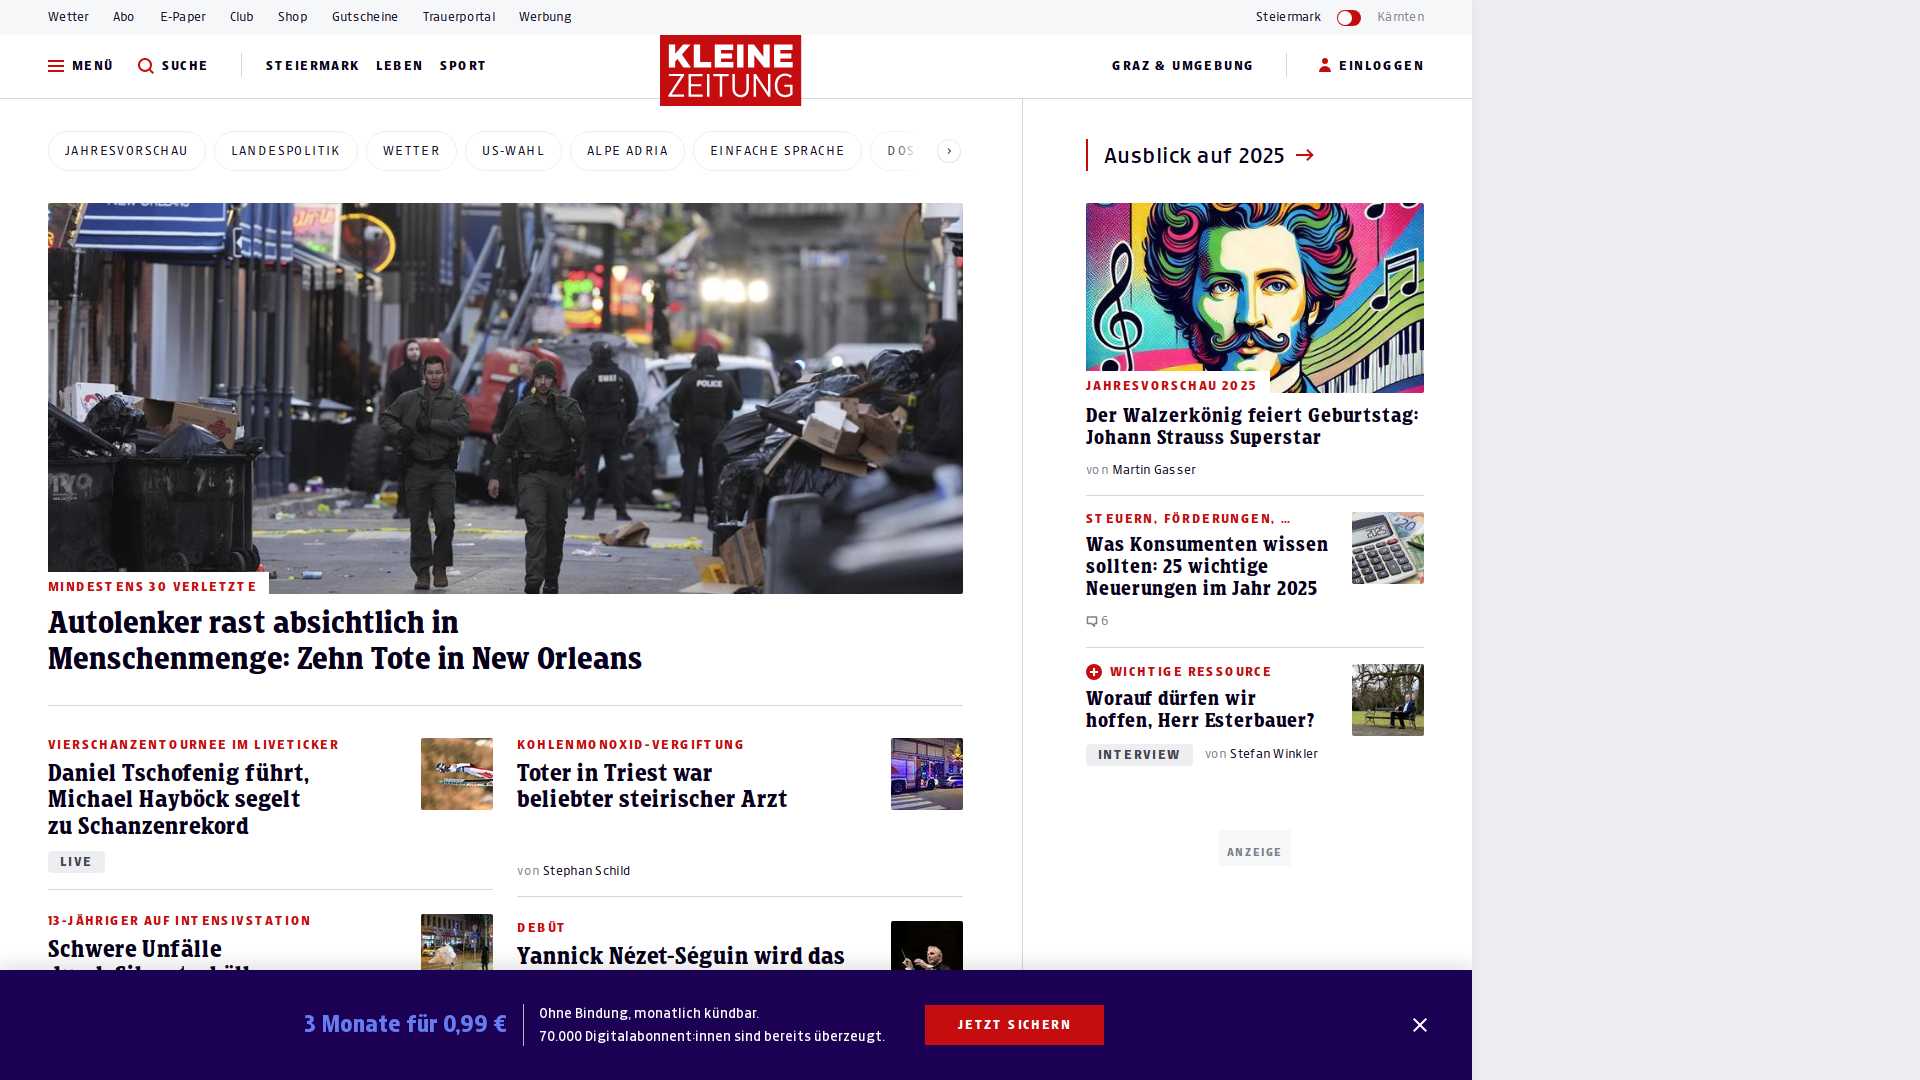 Wetter Abo E-Paper Club Shop Gutscheine Trauerportal Werbung Steiermark Kärnten
MENÜ SUCHE STEIERMARK LEBEN SPORT KLEINE ZEITUNG GRAZ & UMGEBUNG EINLOGGEN
JAHRESVORSCHAU LANDESPOLITIK WETTER US-WAHL ALPE ADRIA EINFACHE SPRACHE DOS
MINDESTENS 30 VERLETZTE
Autolenker rast absichtlich in
Menschenmenge: Zehn Tote in New Orleans
VIERSCHANZENTOURNEE IM LIVETICKER
Daniel Tschofenig führt,
Michael Hayböck segelt
zu Schanzenrekord
LIVE
13-JÄHRIGER AUF INTENSIVSTATION
Schwere Unfälle
KOHLENMONOXID-VERGIFTUNG
Toter in Triest war
beliebter steirischer Arzt
von Stephan Schild
DEBÜT
Yannick Nézet-Séguin wird das
Ausblick auf 2025
JAHRESVORSCHAU 2025
Der Walzerkönig feiert Geburtstag:
Johann Strauss Superstar
von Martin Gasser
STEUERN, FÖRDERUNGEN, ...
Was Konsumenten wissen
sollten: 25 wichtige
Neuerungen im Jahr 2025
6
WICHTIGE RESSOURCE
Worauf dürfen wir
hoffen, Herr Esterbauer?
INTERVIEW von Stefan Winkler
ANZEIGE
3 Monate für 0,99 €
Ohne Bindung, monatlich kündbar.
70.000 Digitalabonnent:innen sind bereits überzeugt.
JETZT SICHERN